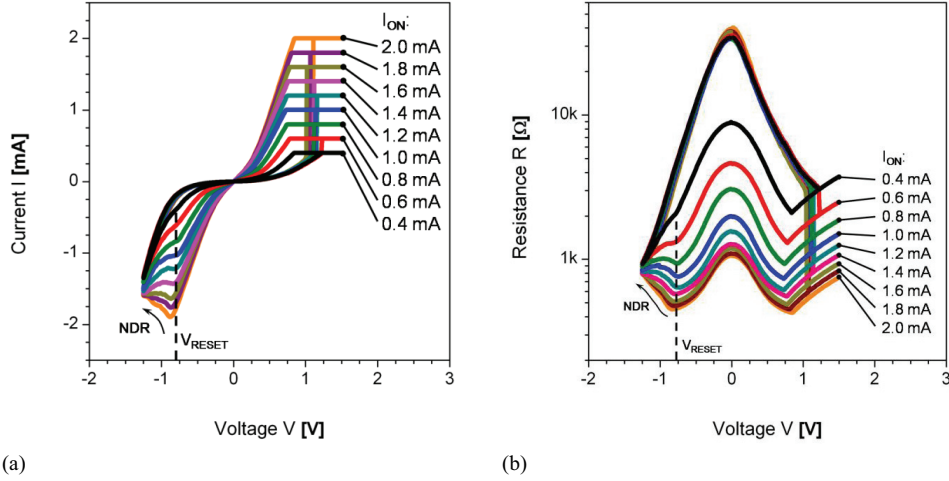 I_ON:
2.0 mA
1.8 mA
1.6 mA
1.4 mA
1.2 mA
1.0 mA
0.8 mA
0.6 mA
0.4 mA
2
1
0
-1
-2
Current I [mA]
NDR
V_RESET
-2 -1 0 1 2 3
Voltage V [V]
(a)
10k
1k
Resistance R [Ω]
I_ON:
0.4 mA
0.6 mA
0.8 mA
1.0 mA
1.2 mA
1.4 mA
1.6 mA
1.8 mA
2.0 mA
NDR
V_RESET
-2 -1 0 1 2 3
Voltage V [V]
(b)